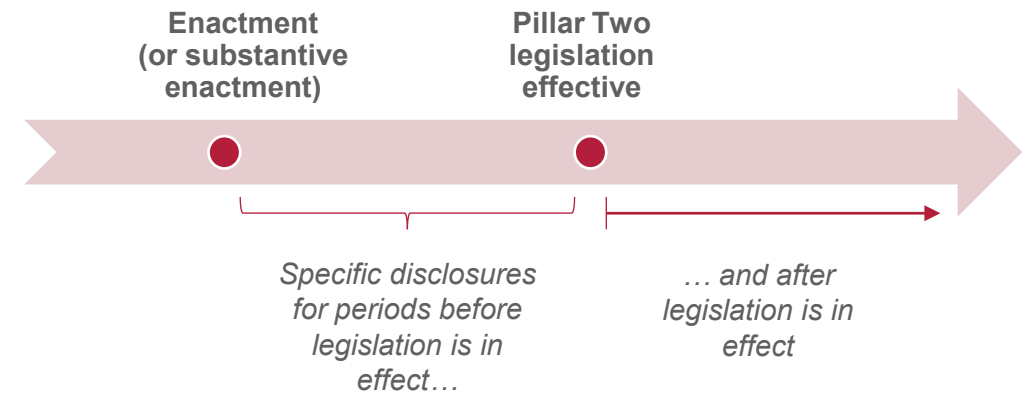 Enactment
(or substantive
enactment)
Pillar Two
legislation
effective
Specific disclosures
for periods before
legislation is in
effect…
… and after
legislation is in
effect